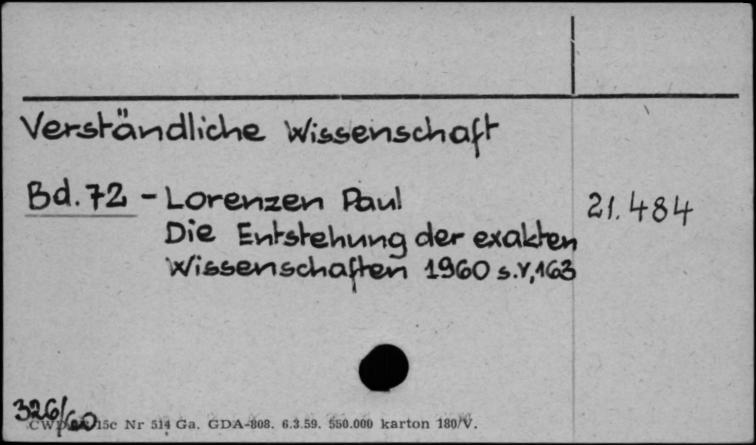 Verständliche Wissenschaft
Bd. 72 - Lorenzen Paul 21.484
Die Entstehung der exakten
Wissenschaften 1960 s.V,163
326/60
15c Nr 514 Ga. GDA-808. 6.3.59. 550.000 karton 180/V.